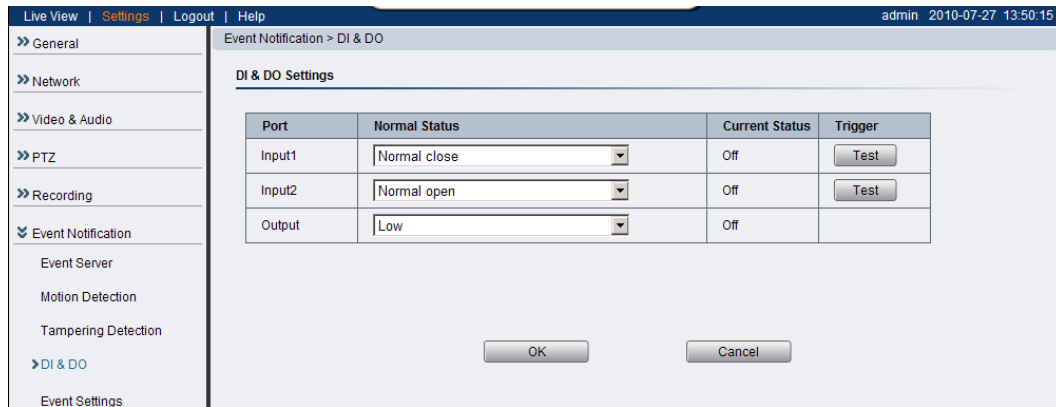 Live View | Settings | Logout | Help admin 2010-07-27 13:50:15
General
Network
Video & Audio
PTZ
Recording
Event Notification
Event Server
Motion Detection
Tampering Detection
DI & DO
Event Settings
Event Notification > DI & DO
DI & DO Settings
Port Normal Status Current Status Trigger
Input1 Normal close Off Test
Input2 Normal open Off Test
Output Low Off
OK Cancel